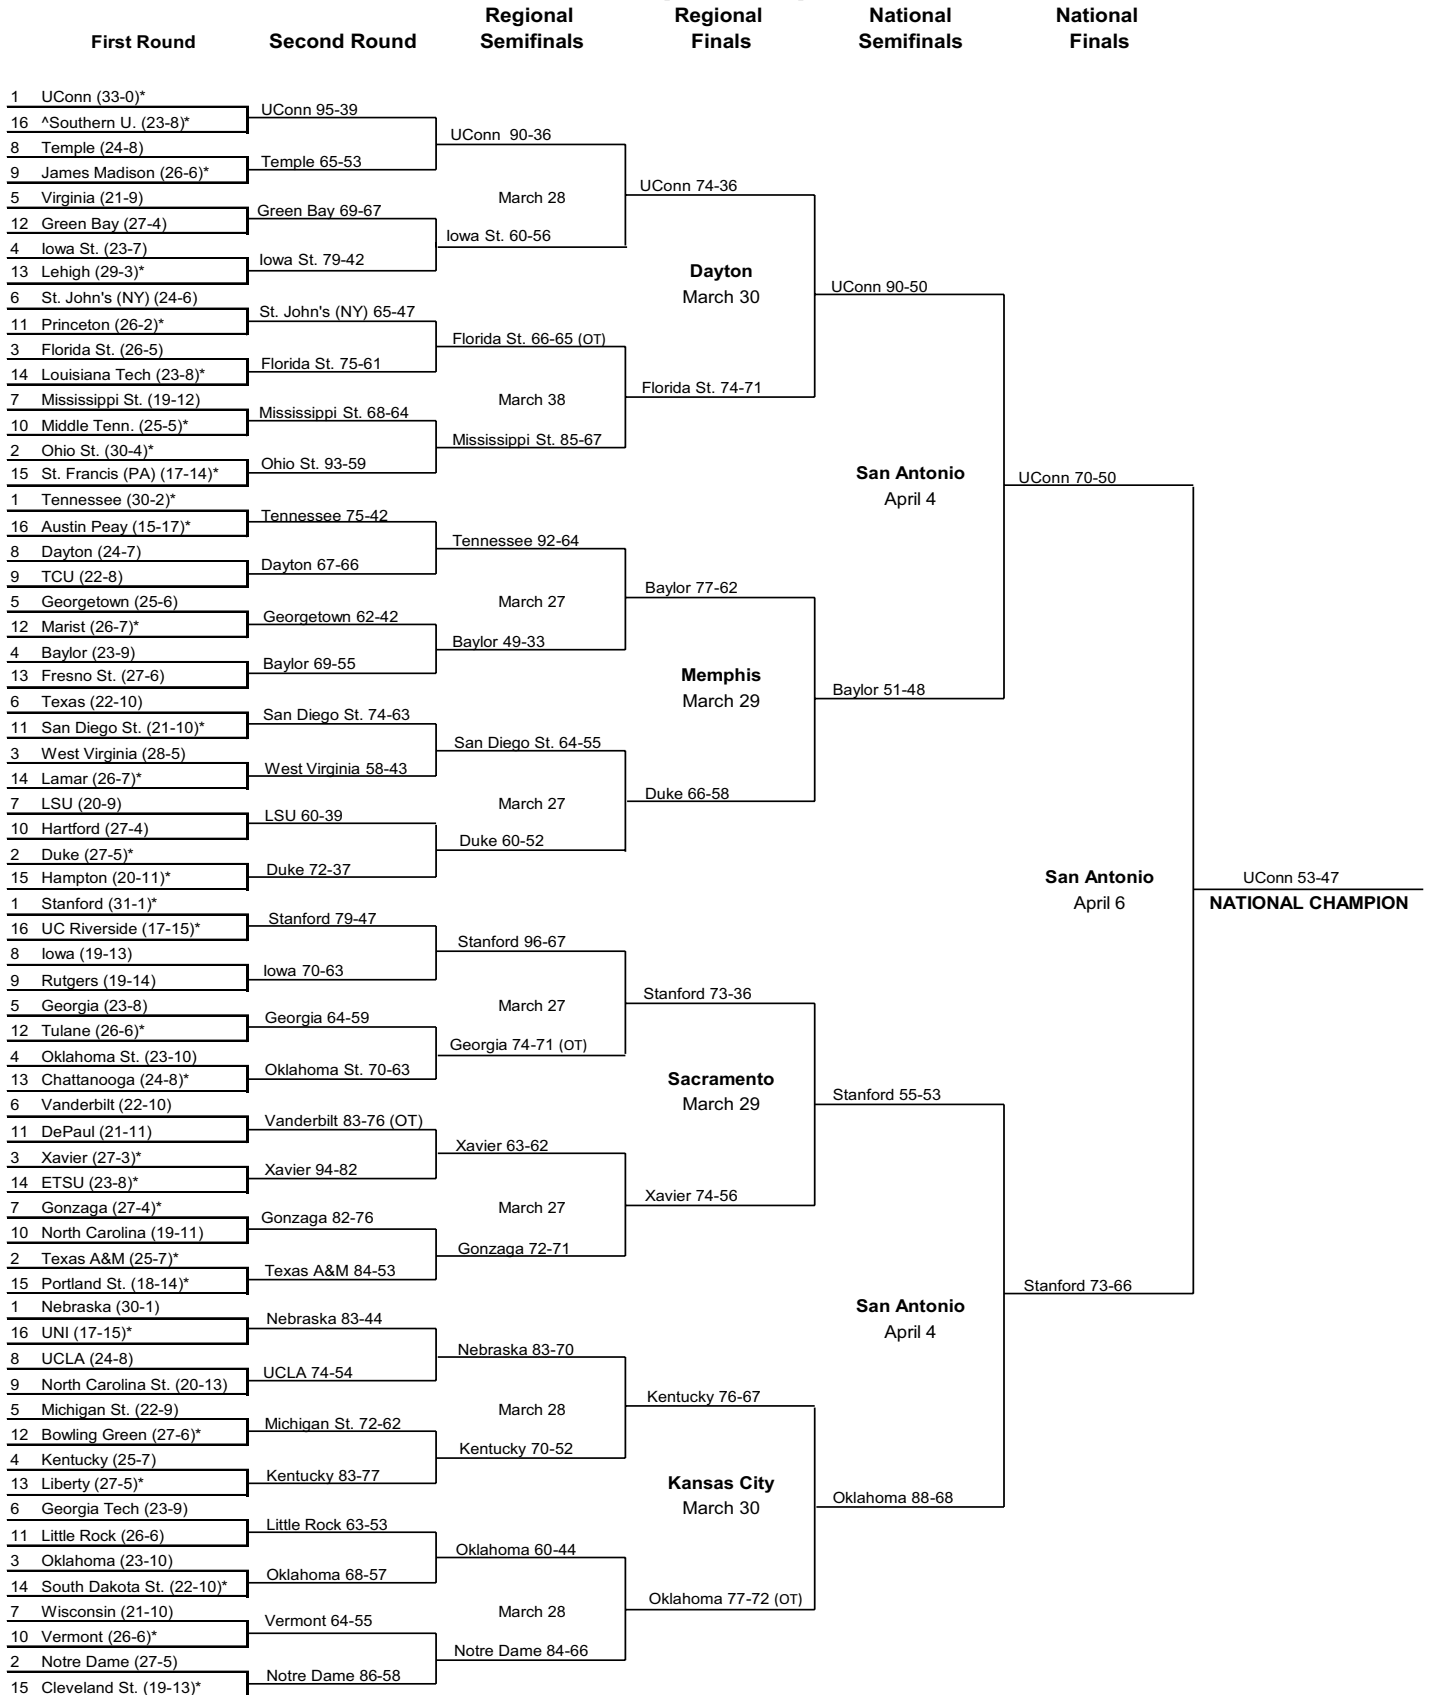 Regional Regional National National
First Round Second Round Semifinals Finals Semifinals Finals
1 UConn (33-0)*
UConn 95-39
16 ^Southern U. (23-8)*
UConn 90-36
8 Temple (24-8)
Temple 65-53
9 James Madison (26-6)*
UConn 74-36
5 Virginia (21-9)
March 28
Green Bay 69-67
12 Green Bay (27-4)
Iowa St. 60-56
4 Iowa St. (23-7)
Iowa St. 79-42
13 Lehigh (29-3)*
Dayton
March 30
UConn 90-50
6 St. John's (NY) (24-6)
St. John's (NY) 65-47
11 Princeton (26-2)*
Florida St. 66-65 (OT)
3 Florida St. (26-5)
Florida St. 75-61
14 Louisiana Tech (23-8)*
Florida St. 74-71
7 Mississippi St. (19-12)
March 38
Mississippi St. 68-64
10 Middle Tenn. (25-5)*
Mississippi St. 85-67
2 Ohio St. (30-4)*
Ohio St. 93-59
15 St. Francis (PA) (17-14)*
San Antonio
April 4
UConn 70-50
1 Tennessee (30-2)*
Tennessee 75-42
16 Austin Peay (15-17)*
Tennessee 92-64
8 Dayton (24-7)
Dayton 67-66
9 TCU (22-8)
Baylor 77-62
5 Georgetown (25-6)
March 27
Georgetown 62-42
12 Marist (26-7)*
Baylor 49-33
4 Baylor (23-9)
Baylor 69-55
13 Fresno St. (27-6)
Memphis
March 29
Baylor 51-48
6 Texas (22-10)
San Diego St. 74-63
11 San Diego St. (21-10)*
San Diego St. 64-55
3 West Virginia (28-5)
West Virginia 58-43
14 Lamar (26-7)*
Duke 66-58
7 LSU (20-9)
March 27
LSU 60-39
10 Hartford (27-4)
Duke 60-52
2 Duke (27-5)*
Duke 72-37
15 Hampton (20-11)*
San Antonio
April 6
UConn 53-47
NATIONAL CHAMPION
1 Stanford (31-1)*
Stanford 79-47
16 UC Riverside (17-15)*
Stanford 96-67
8 Iowa (19-13)
Iowa 70-63
9 Rutgers (19-14)
Stanford 73-36
5 Georgia (23-8)
March 27
Georgia 64-59
12 Tulane (26-6)*
Georgia 74-71 (OT)
4 Oklahoma St. (23-10)
Oklahoma St. 70-63
13 Chattanooga (24-8)*
Sacramento
March 29
Stanford 55-53
6 Vanderbilt (22-10)
Vanderbilt 83-76 (OT)
11 DePaul (21-11)
Xavier 63-62
3 Xavier (27-3)*
Xavier 94-82
14 ETSU (23-8)*
Xavier 74-56
7 Gonzaga (27-4)*
March 27
Gonzaga 82-76
10 North Carolina (19-11)
Gonzaga 72-71
2 Texas A&M (25-7)*
Texas A&M 84-53
15 Portland St. (18-14)*
San Antonio
April 4
Stanford 73-66
1 Nebraska (30-1)
Nebraska 83-44
16 UNI (17-15)*
Nebraska 83-70
8 UCLA (24-8)
UCLA 74-54
9 North Carolina St. (20-13)
Kentucky 76-67
5 Michigan St. (22-9)
March 28
Michigan St. 72-62
12 Bowling Green (27-6)*
Kentucky 70-52
4 Kentucky (25-7)
Kentucky 83-77
13 Liberty (27-5)*
Kansas City
March 30
Oklahoma 88-68
6 Georgia Tech (23-9)
Little Rock 63-53
11 Little Rock (26-6)
Oklahoma 60-44
3 Oklahoma (23-10)
Oklahoma 68-57
14 South Dakota St. (22-10)*
Oklahoma 77-72 (OT)
7 Wisconsin (21-10)
March 28
Vermont 64-55
10 Vermont (26-6)*
Notre Dame 84-66
2 Notre Dame (27-5)
Notre Dame 86-58
15 Cleveland St. (19-13)*